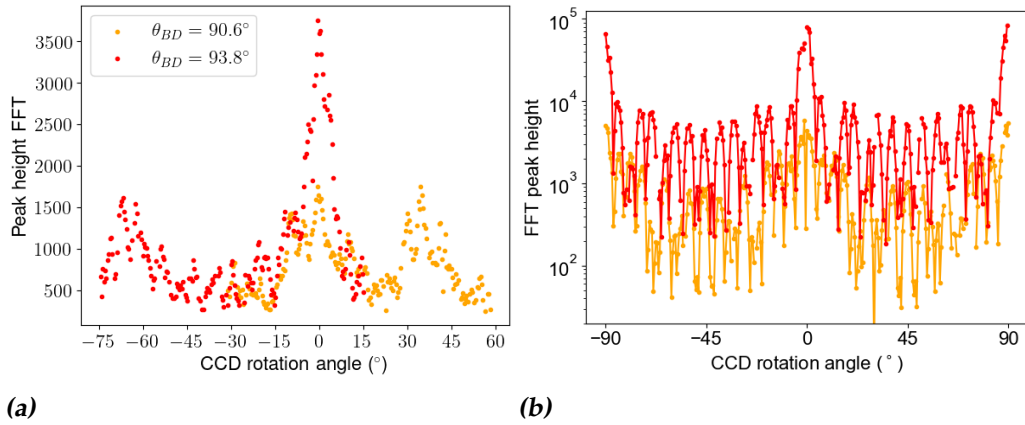 θ_BD = 90.6°
θ_BD = 93.8°
3500
3000
2500
2000
1500
1000
500
Peak height FFT
−75 −60 −45 −30 −15 0 15 30 45 60
CCD rotation angle (°)
(a)
10^5
10^4
10^3
10^2
FFT peak height
−90 −45 0 45 90
CCD rotation angle (°)
(b)